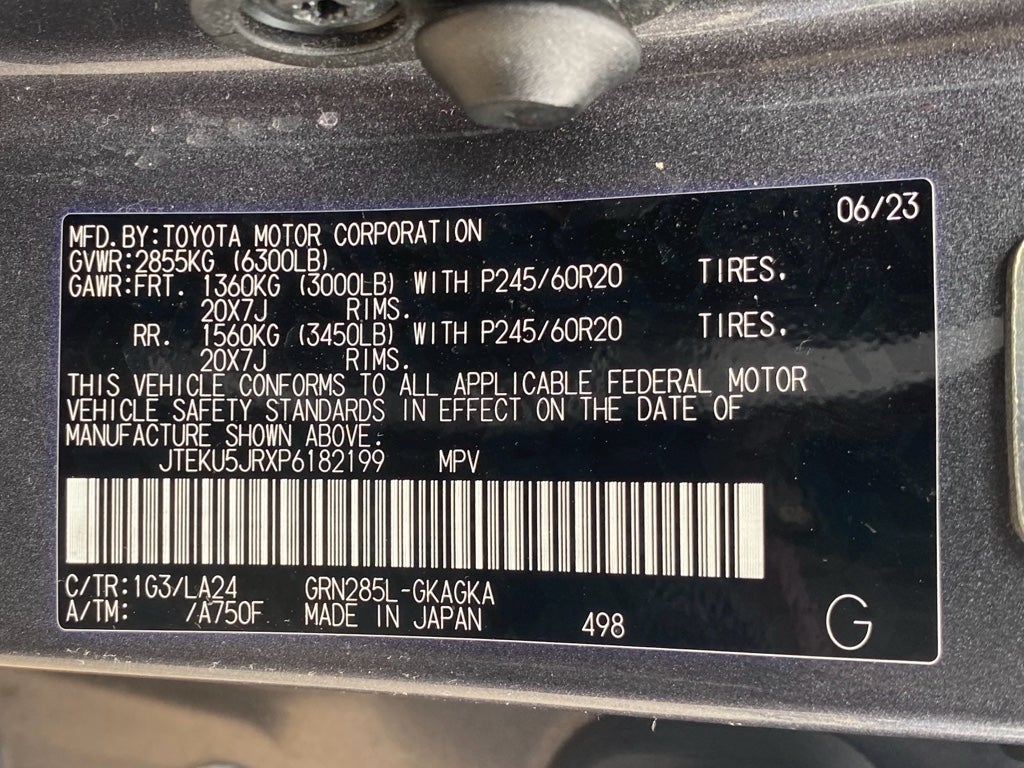 06/23
MFD.BY:TOYOTA MOTOR CORPORATION
GVWR:2855KG (6300LB)
GAWR:FRT. 1360KG (3000LB) WITH P245/60R20 TIRES.
20X7J RIMS.
RR. 1560KG (3450LB) WITH P245/60R20 TIRES.
20X7J RIMS.
THIS VEHICLE CONFORMS TO ALL APPLICABLE FEDERAL MOTOR
VEHICLE SAFETY STANDARDS IN EFFECT ON THE DATE OF
MANUFACTURE SHOWN ABOVE.
JTEKU5JRXP6182199 MPV
C/TR:1G3/LA24 GRN285L-GKAGKA
A/TM: /A750F MADE IN JAPAN 498 G